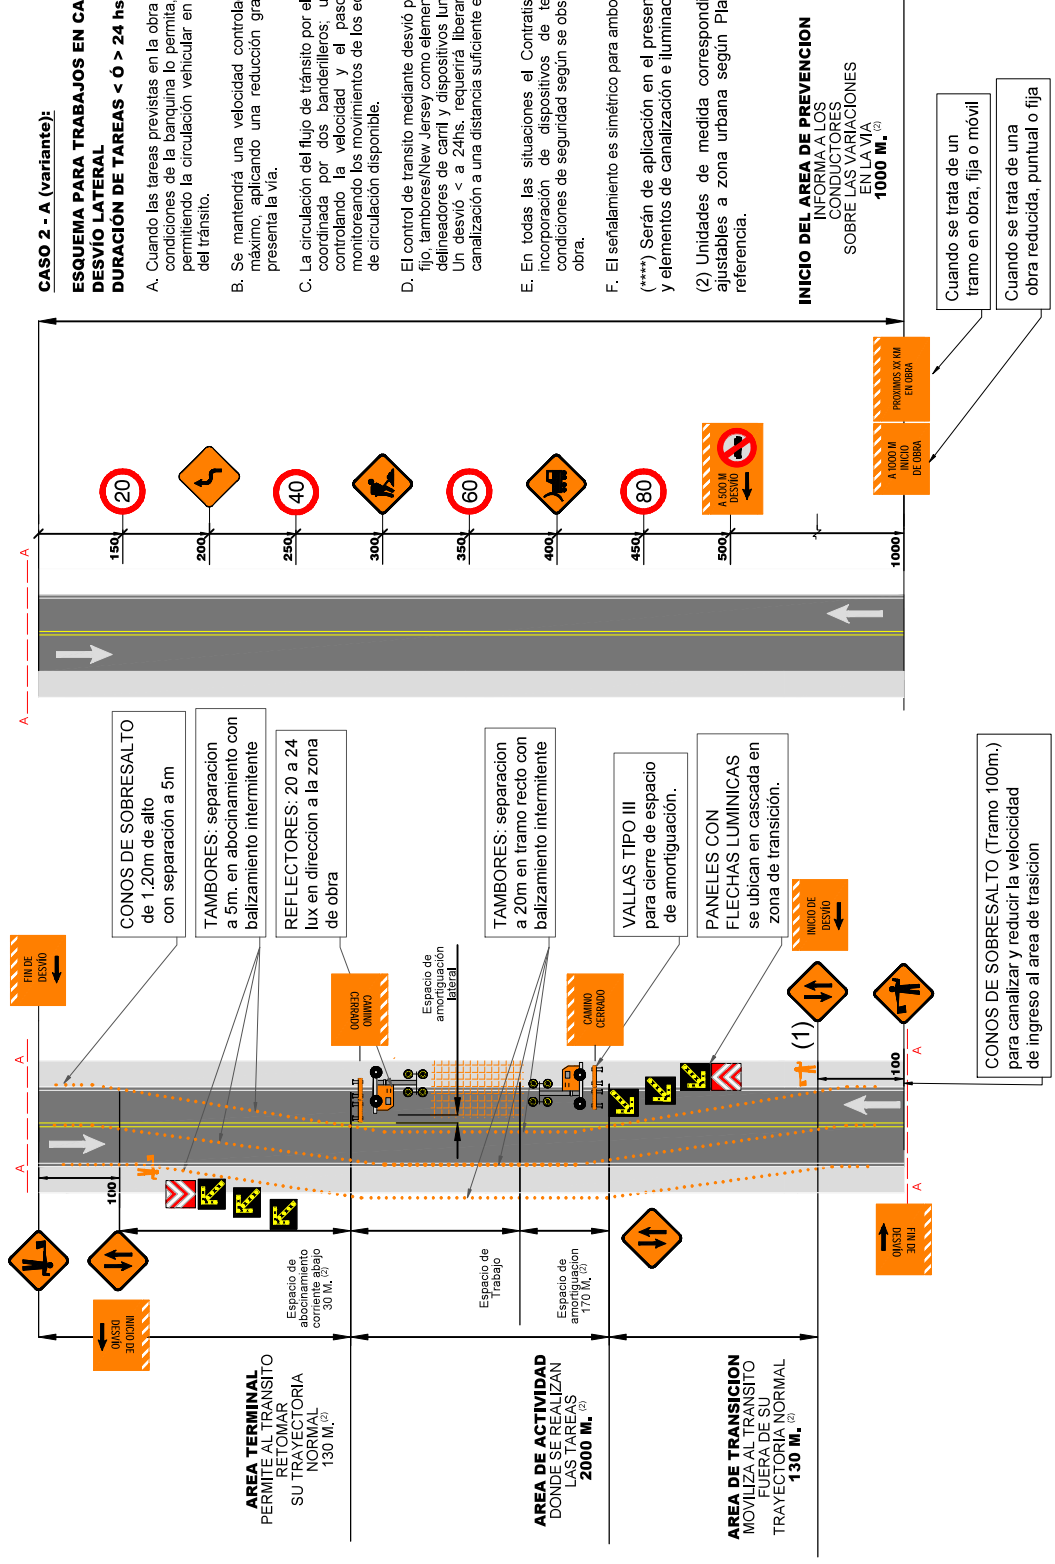 CASO 2 - A (variante):
ESQUEMA PARA TRABAJOS EN CA
DESVÍO LATERAL
DURACIÓN DE TAREAS < Ó > 24 hs
A. Cuando las tareas previstas en la obra
condiciones de la banquina lo permita,
permitiendo la circulación vehicular en
del tránsito.
B. Se mantendrá una velocidad controla
máximo, aplicando una reducción gra
presenta la vía.
C. La circulación del flujo de tránsito por el
coordinada por dos banderilleros; u
controlando la velocidad y el paso
monitoreando los movimientos de los eq
de circulación disponible.
D. El control de transito mediante desvió p
fijo, tambores/New Jersey como elemen
delineadores de carril y dispositivos lun
Un desvió < a 24hs. requerirá liberar
canalización a una distancia suficiente e
E. En todas las situaciones el Contratis
incorporación de dispositivos de te
condiciones de seguridad según se obs
obra.
F. El señalamiento es simétrico para ambo
(****) Serán de aplicación en el presen
y elementos de canalización e iluminac
(2) Unidades de medida correspondi
ajustables a zona urbana según Pla
referencia.
INICIO DEL AREA DE PREVENCION
INFORMA A LOS
CONDUCTORES
SOBRE LAS VARIACIONES
EN LA VÍA
1000 M. (2)
Cuando se trata de un
tramo en obra, fija o móvil
Cuando se trata de una
obra reducida, puntual o fija
20
40
60
80
A 500 M
DESVÍO
PROXIMOS XX KM
EN OBRA
A 1000 M
INICIO
DE OBRA
150
200
250
300
350
400
450
500
1000
A
A
CONOS DE SOBRESALTO
de 1.20m de alto
con separación a 5m
TAMBORES: separacion
a 5m. en abocinamiento con
balizamiento intermitente
REFLECTORES: 20 a 24
lux en direccion a la zona
de obra
TAMBORES: separacion
a 20m en tramo recto con
balizamiento intermitente
VALLAS TIPO III
para cierre de espacio
de amortiguación.
PANELES CON
FLECHAS LUMINICAS
se ubican en cascada en
zona de transición.
CONOS DE SOBRESALTO (Tramo 100m.)
para canalizar y reducir la velocicidad
de ingreso al area de trasicion
FIN DE
DESVÍO
CAMINO
CERRADO
Espacio de
amortiguación
lateral
CAMINO
CERRADO
INICIO DE
DESVÍO
(1)
A
A
A
A
100
100
FIN DE
DESVÍO
INICIO DE
DESVÍO
Espacio de
abocinamiento
corriente abajo
30 M. (2)
Espacio de
Trabajo
Espacio de
amortiguacion
170 M. (2)
AREA TERMINAL
PERMITE AL TRANSITO
RETOMAR
SU TRAYECTORIA
NORMAL
130 M. (2)
AREA DE ACTIVIDAD
DONDE SE REALIZAN
LAS TAREAS
2000 M. (2)
AREA DE TRANSICION
MOVILIZA AL TRANSITO
FUERA DE SU
TRAYECTORIA NORMAL
130 M. (2)